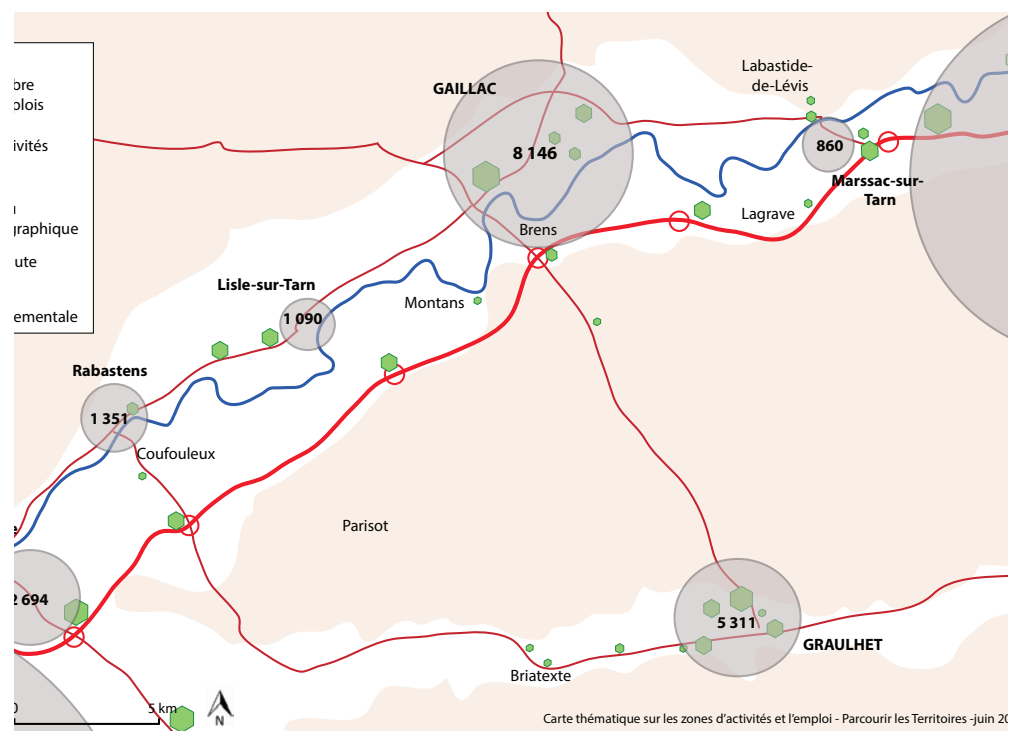 bre
plois
ivités
graphique
ute
ementale
GAILLAC
8 146
Labastide-
de-Lévis
860
Marssac-sur-
Tarn
Lagrave
Brens
Montans
Lisle-sur-Tarn
1 090
Rabastens
1 351
Coufouleux
Parisot
2 694
5 311
GRAULHET
Briatexte
5 km
N
Carte thématique sur les zones d'activités et l'emploi - Parcourir les Territoires -juin 20